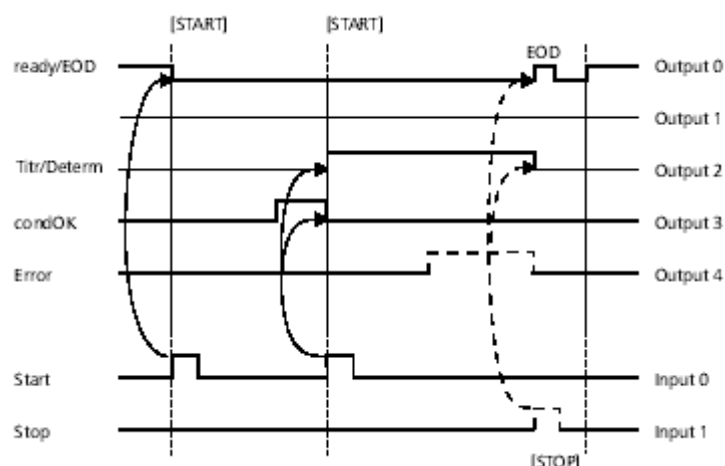 [START] [START]
ready/EOD EOD Output 0
Output 1
Titr/Determ Output 2
condOK Output 3
Error Output 4
Start Input 0
Stop Input 1
[STOP]